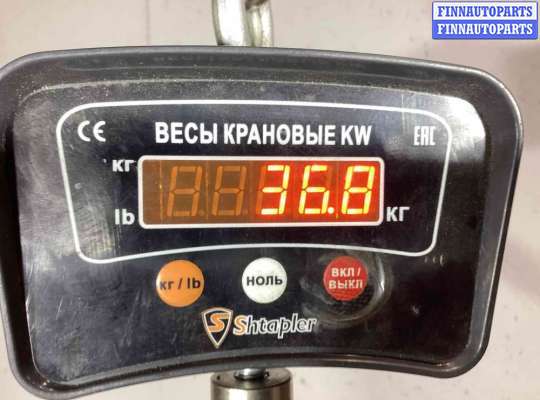 FINNAUTOPARTS
FINNAUTOPARTS
CE
ВЕСЫ КРАНОВЫЕ KW
EAC
кг
36.8
lb
КГ
кг / lb
НОЛЬ
ВКЛ /
ВЫКЛ
S Shtapler